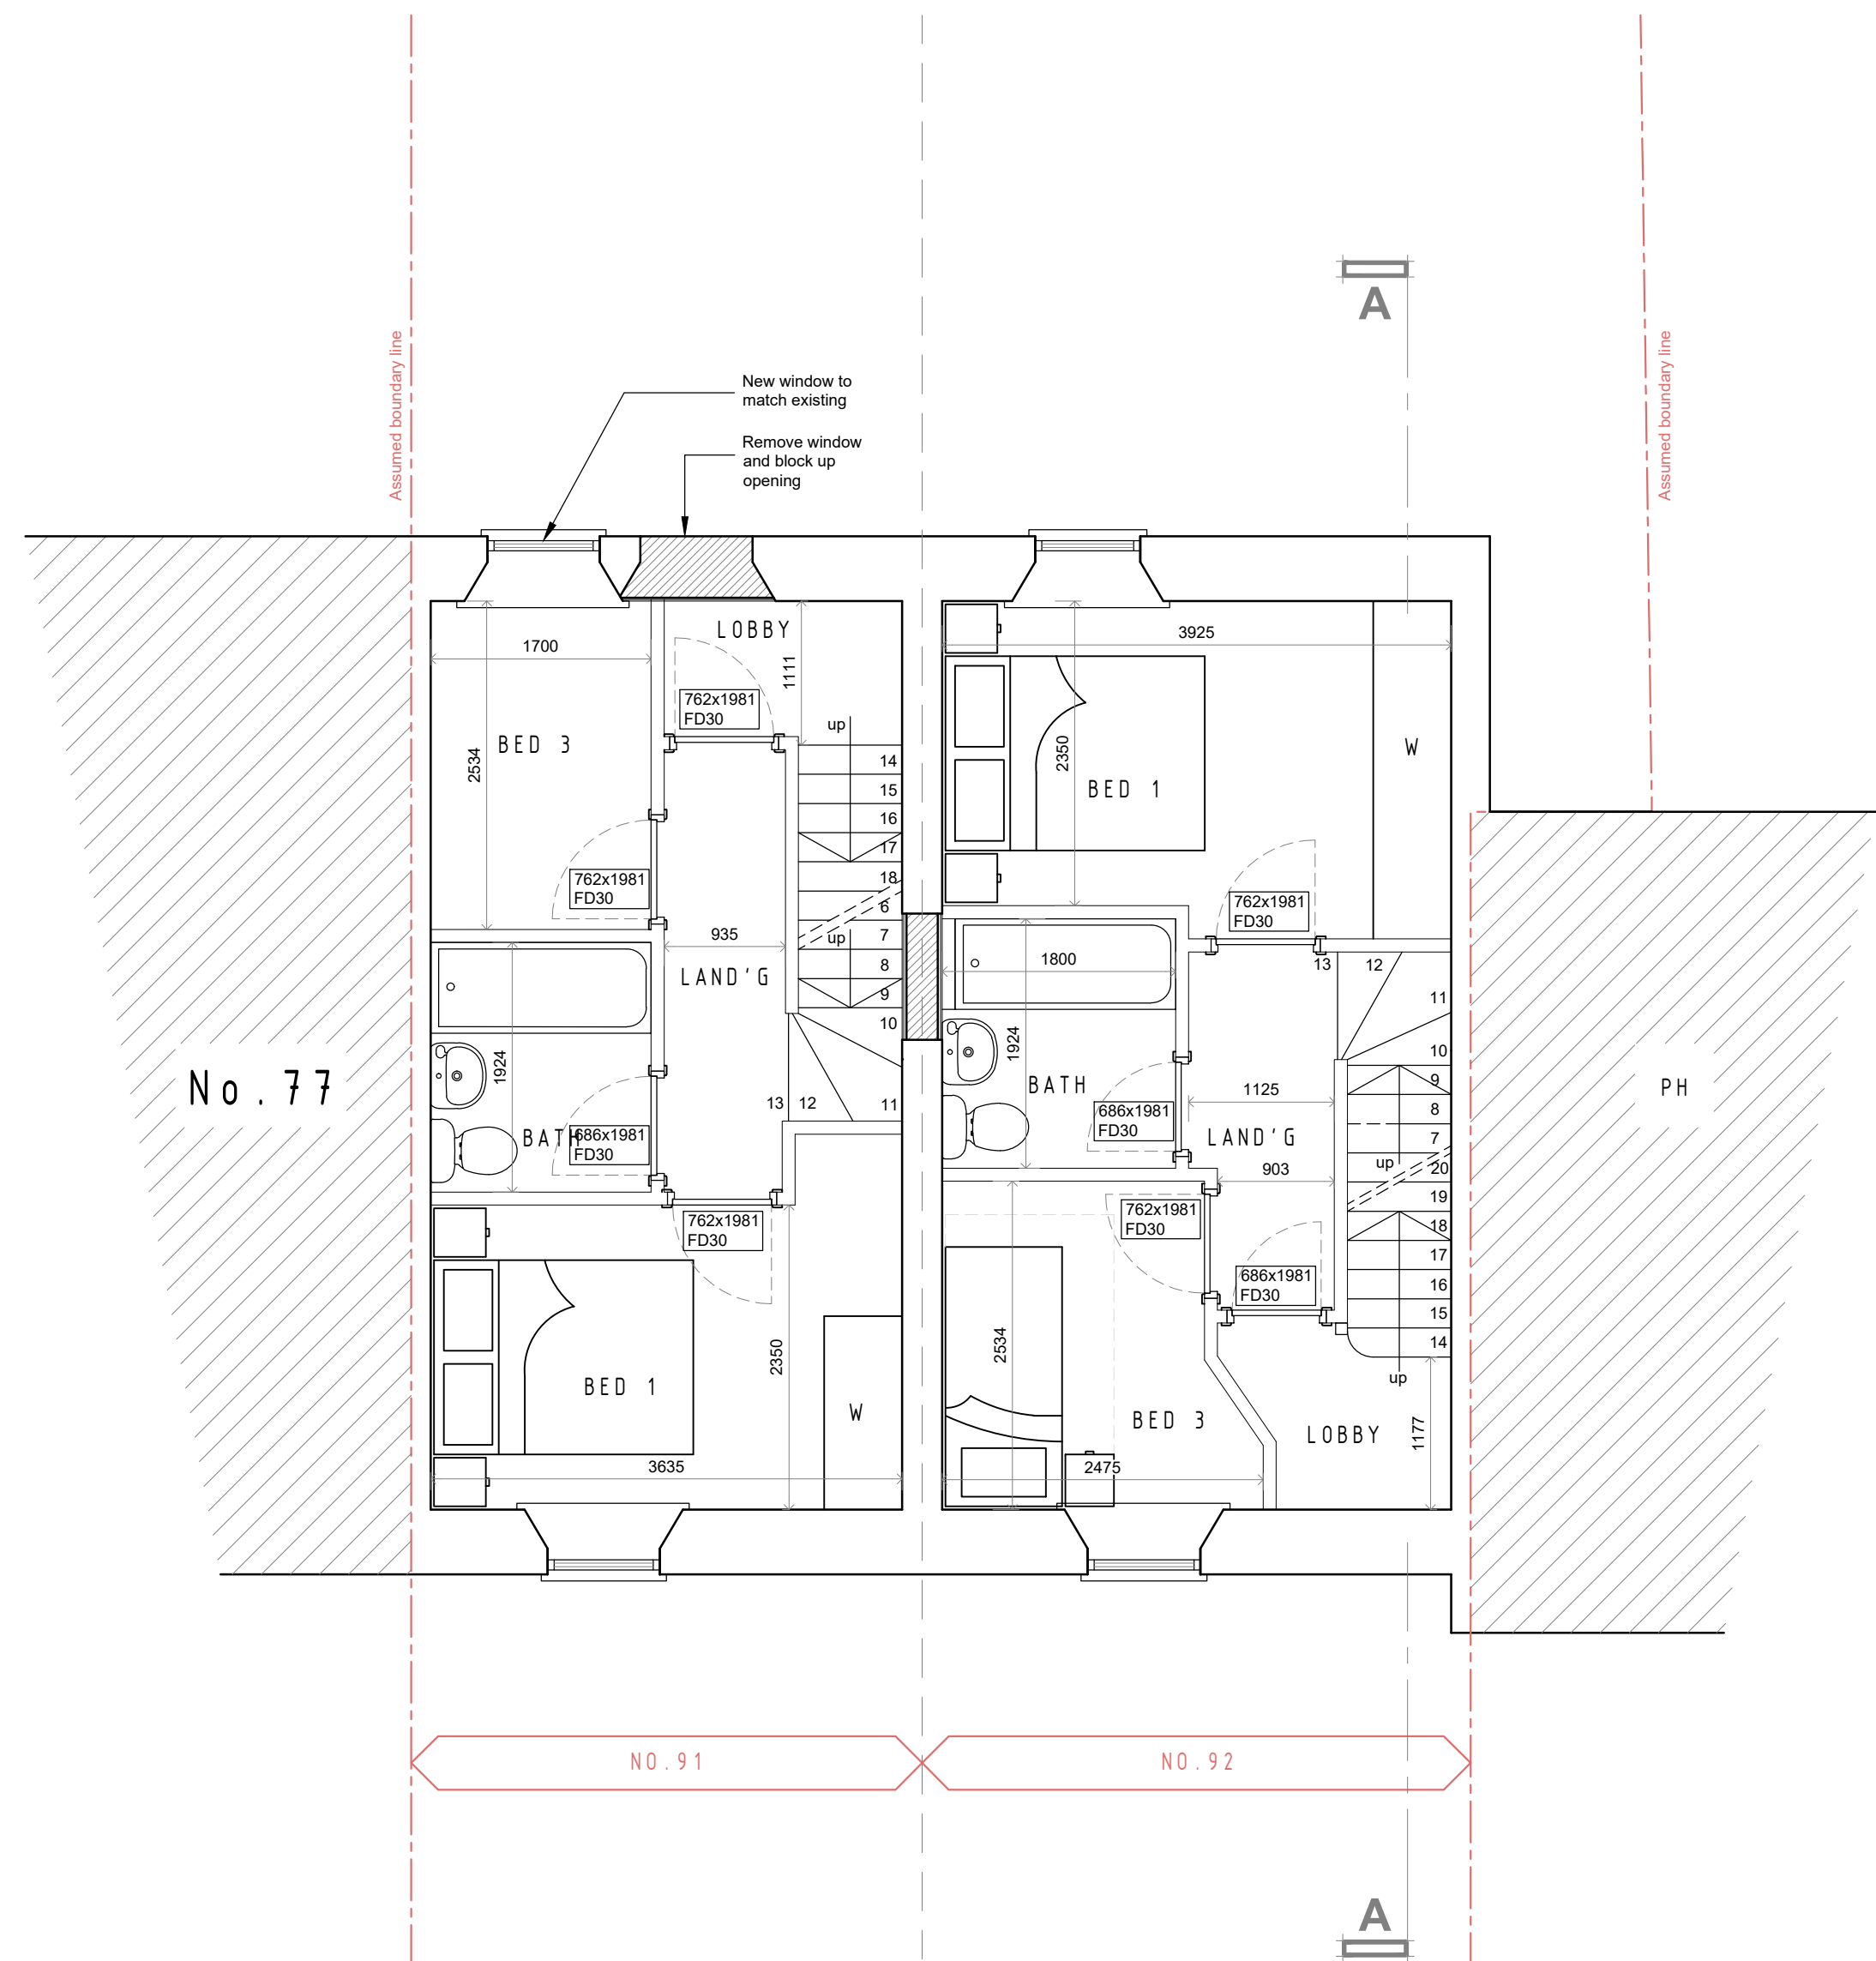 A
Assumed boundary line
Assumed boundary line
New window to
match existing
Remove window
and block up
opening
LOBBY
1700
3925
1111
762x1981
FD30
up
BED 3
2534
2350
W
BED 1
14
15
16
17
18
6
7
8
9
10
11
12
13
762x1981
FD30
762x1981
FD30
935
up
LAND'G
1800
13
12
11
10
9
8
7
20
19
18
17
16
15
14
1924
1924
No. 77
BATH
686x1981
FD30
BATH
686x1981
FD30
1125
LAND'G
903
up
PH
762x1981
FD30
762x1981
FD30
686x1981
FD30
2350
2534
up
BED 1
W
BED 3
LOBBY
1177
3635
2475
NO.91
NO.92
A